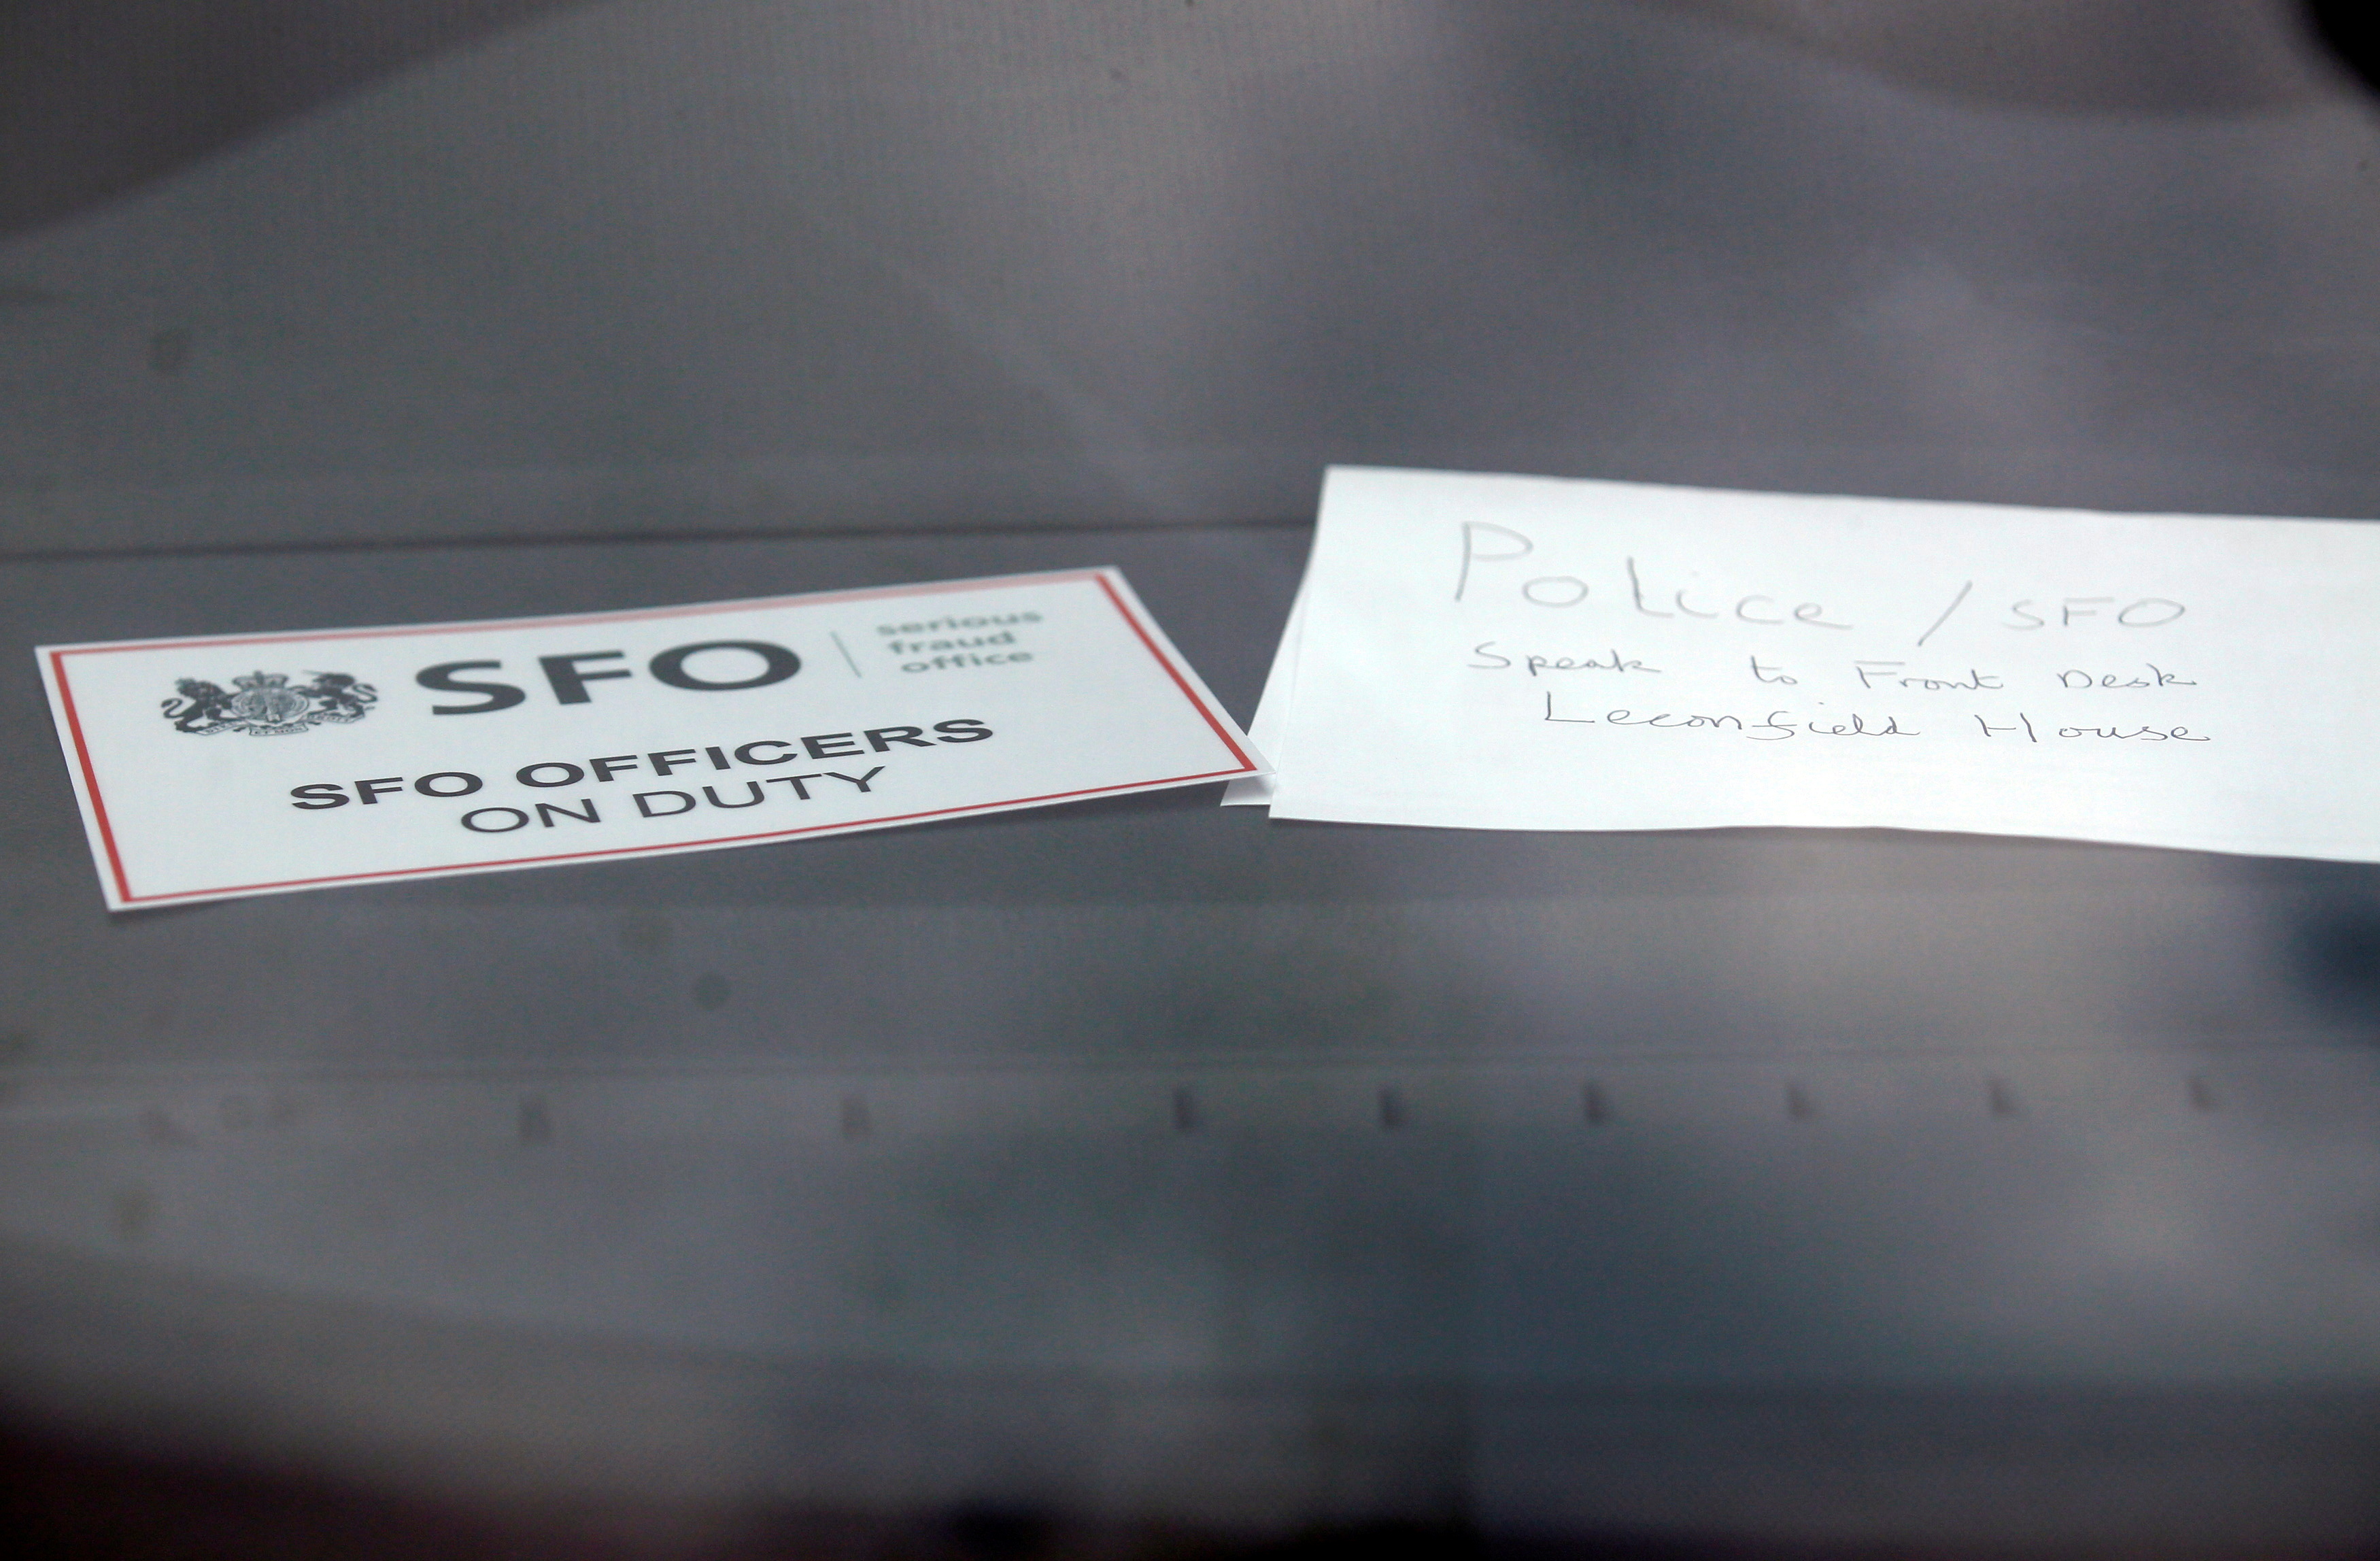 SFO
serious
fraud
office
SFO OFFICERS
ON DUTY
Police / SFO
Speak to Front Desk
Leconfield House